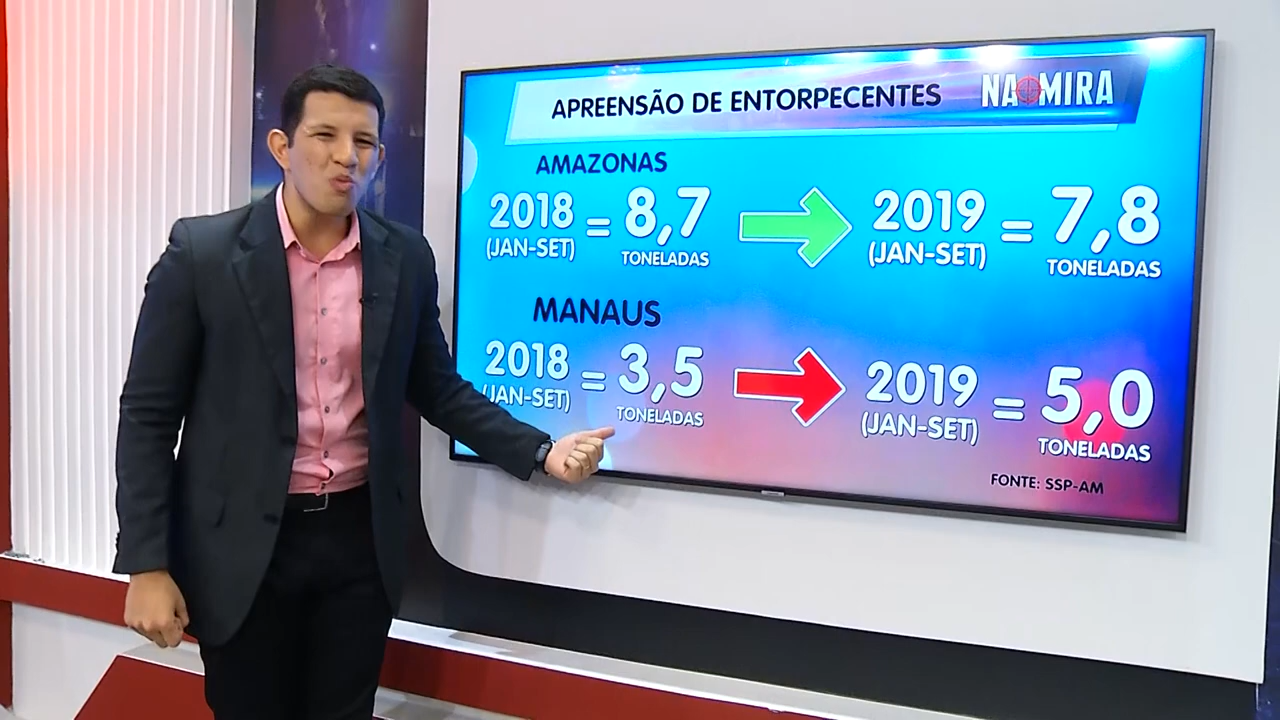 APREENSÃO DE ENTORPECENTES
NA MIRA
AMAZONAS
2018 = 8,7 2019 = 7,8
(JAN-SET) TONELADAS (JAN-SET) TONELADAS
MANAUS
2018 = 3,5 2019 = 5,0
(JAN-SET) TONELADAS (JAN-SET) TONELADAS
FONTE: SSP-AM